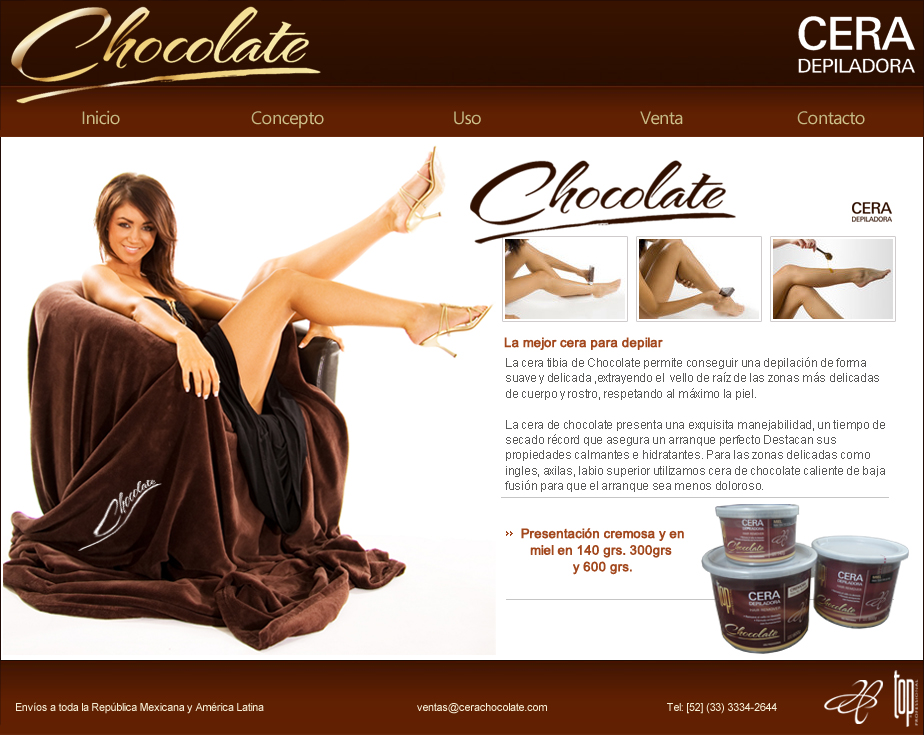 Chocolate
CERA
DEPILADORA
Inicio Concepto Uso Venta Contacto
Chocolate
CERA
DEPILADORA
La mejor cera para depilar
La cera tibia de Chocolate permite conseguir una depilación de forma
suave y delicada ,extrayendo el vello de raíz de las zonas más delicadas
de cuerpo y rostro, respetando al máximo la piel.
La cera de chocolate presenta una exquisita manejabilidad, un tiempo de
secado récord que asegura un arranque perfecto Destacan sus
propiedades calmantes e hidratantes. Para las zonas delicadas como
ingles, axilas, labio superior utilizamos cera de chocolate caliente de baja
fusión para que el arranque sea menos doloroso.
Chocolate
›› Presentación cremosa y en
miel en 140 grs. 300grs
y 600 grs.
CERA
DEPILADORA
Chocolate
top
CERA
DEPILADORA
HAIR REMOVER
Chocolate
CERA
DEPILADORA
Chocolate
Envíos a toda la República Mexicana y América Latina
ventas@cerachocolate.com
Tel: [52] (33) 3334-2644
top
PROFESSIONAL